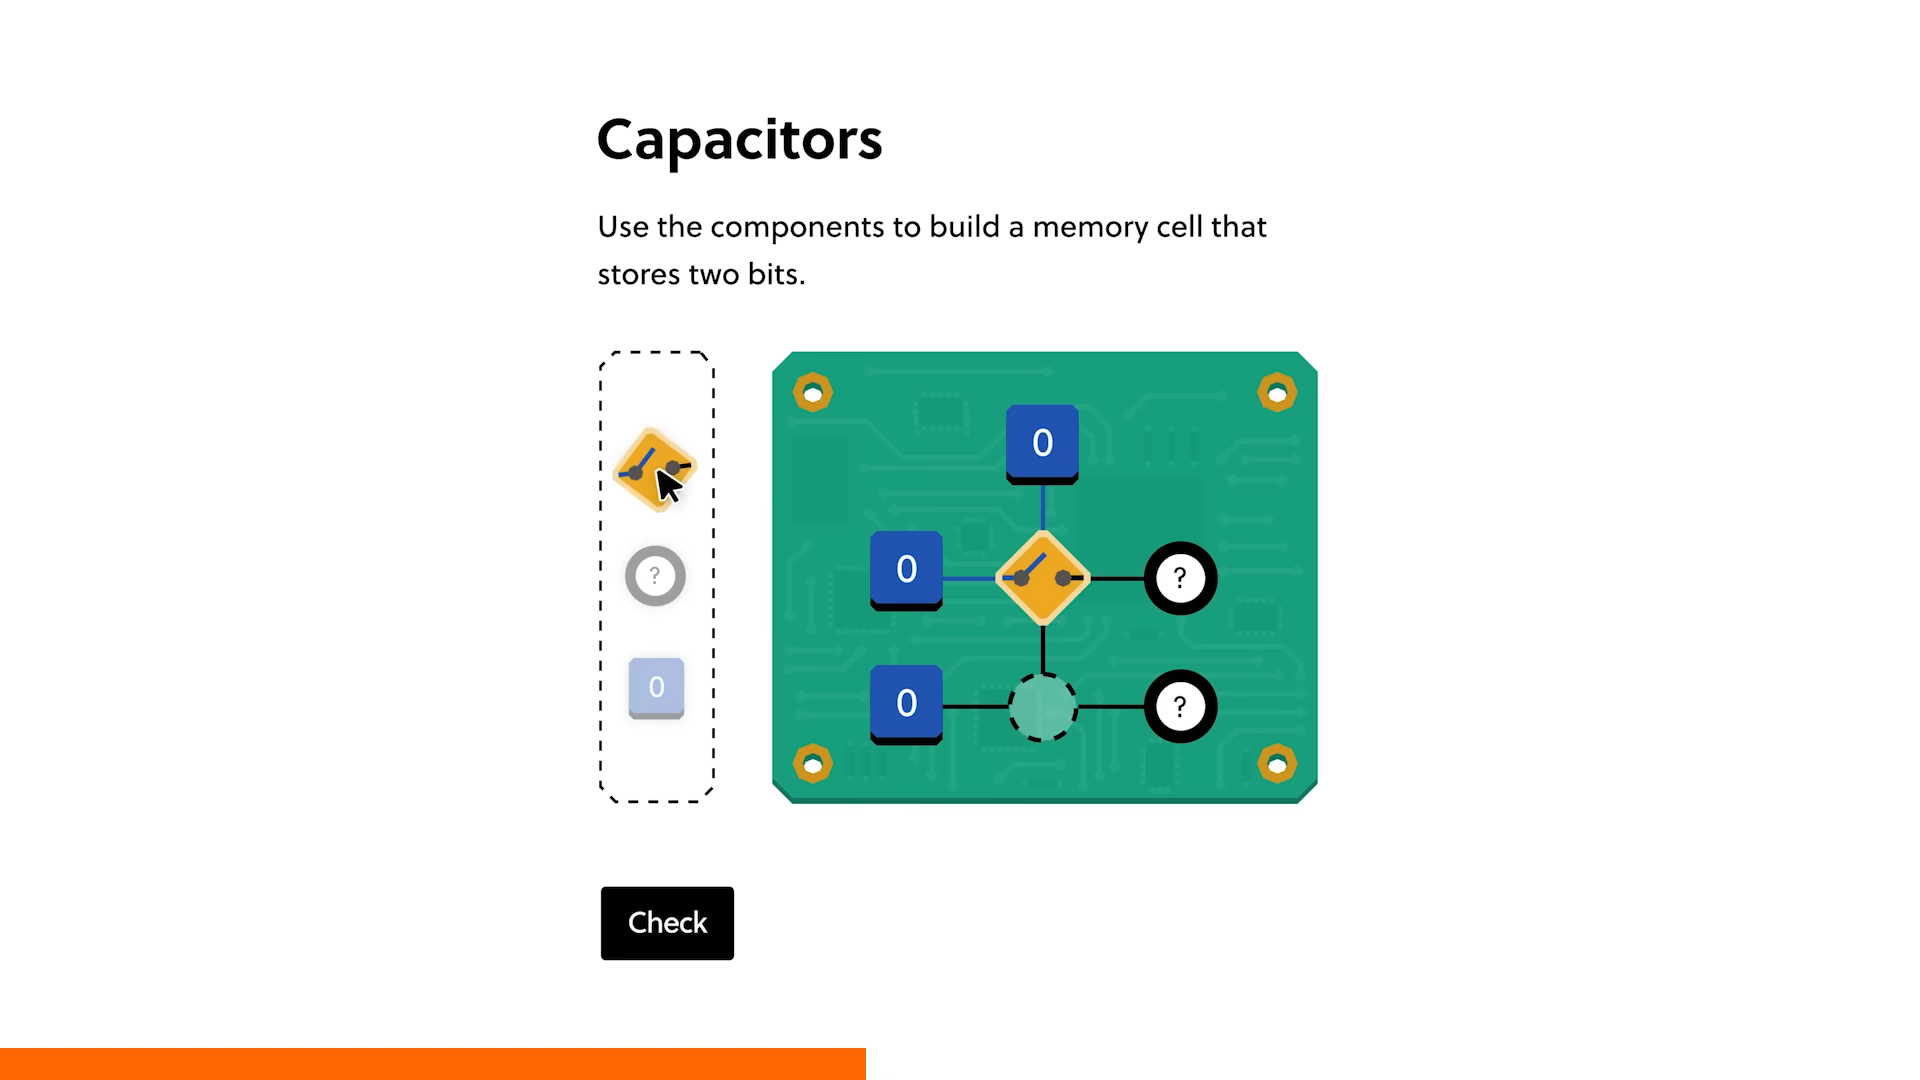 Capacitors
Use the components to build a memory cell that
stores two bits.
0
0
?
?
0
0
?
Check